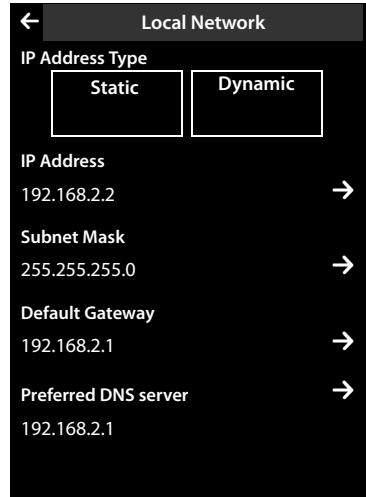 Local Network
IP Address Type
Static Dynamic
IP Address
192.168.2.2
Subnet Mask
255.255.255.0
Default Gateway
192.168.2.1
Preferred DNS server
192.168.2.1